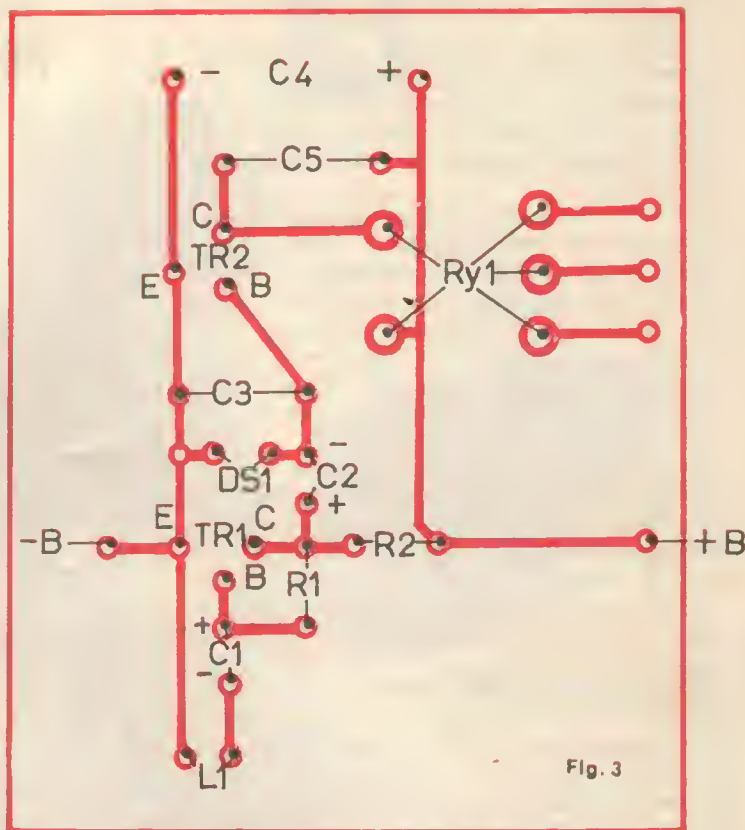 - C4 +
C5
C
TR2
E B
Ry1
C3
-
DS1
C2
+
E C
-B TR1 R2 +B
B R1
+
C1
-
L1
Fig. 3